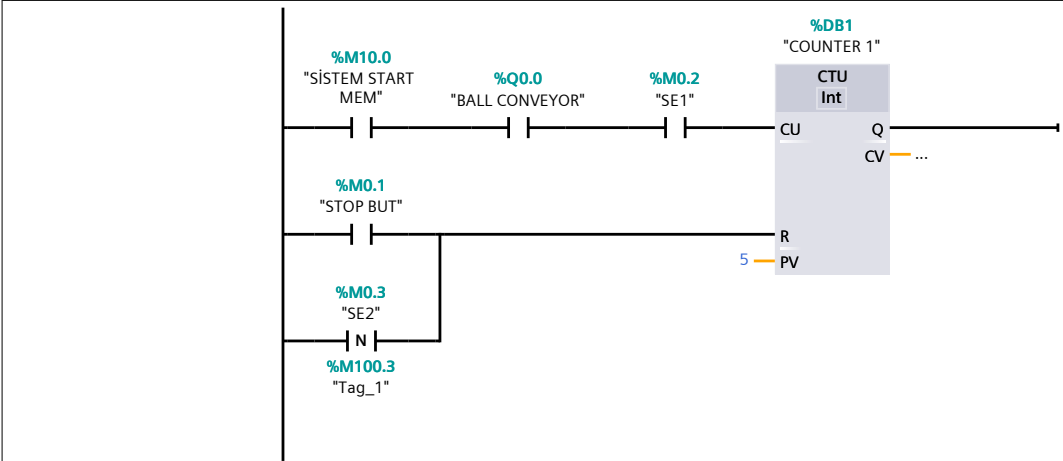 %DB1
"COUNTER 1"
%M10.0
"SİSTEM START
MEM"
%Q0.0
"BALL CONVEYOR"
%M0.2
"SE1"
CTU
Int
CU
Q
CV
...
%M0.1
"STOP BUT"
R
5
PV
%M0.3
"SE2"
N
%M100.3
"Tag_1"